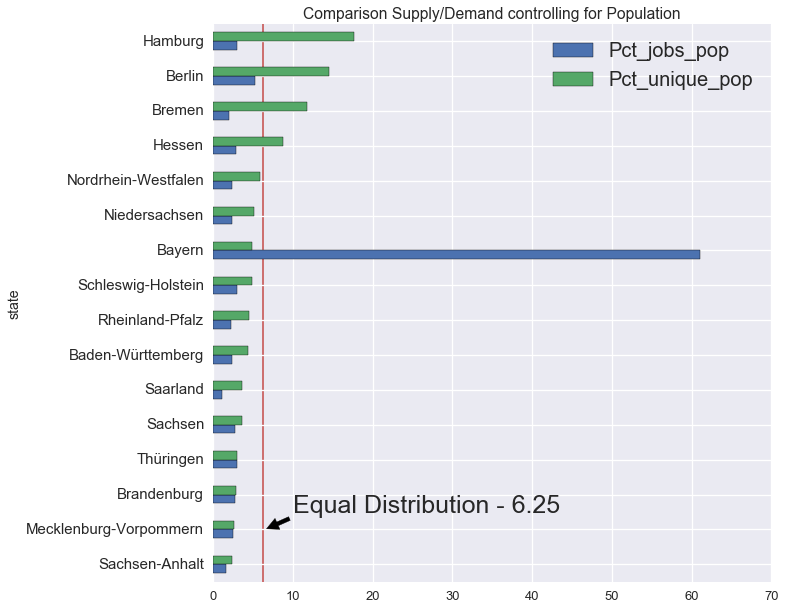 Comparison Supply/Demand controlling for Population
Pct_jobs_pop
Pct_unique_pop
state
Hamburg
Berlin
Bremen
Hessen
Nordrhein-Westfalen
Niedersachsen
Bayern
Schleswig-Holstein
Rheinland-Pfalz
Baden-Württemberg
Saarland
Sachsen
Thüringen
Brandenburg
Mecklenburg-Vorpommern
Sachsen-Anhalt
Equal Distribution - 6.25
0 10 20 30 40 50 60 70